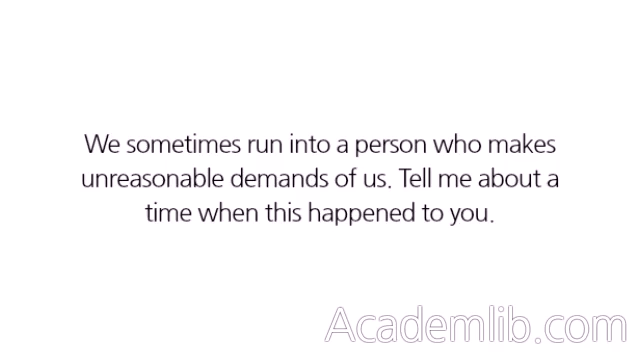 We sometimes run into a person who makes
unreasonable demands of us. Tell me about a
time when this happened to you.
Academlib.com